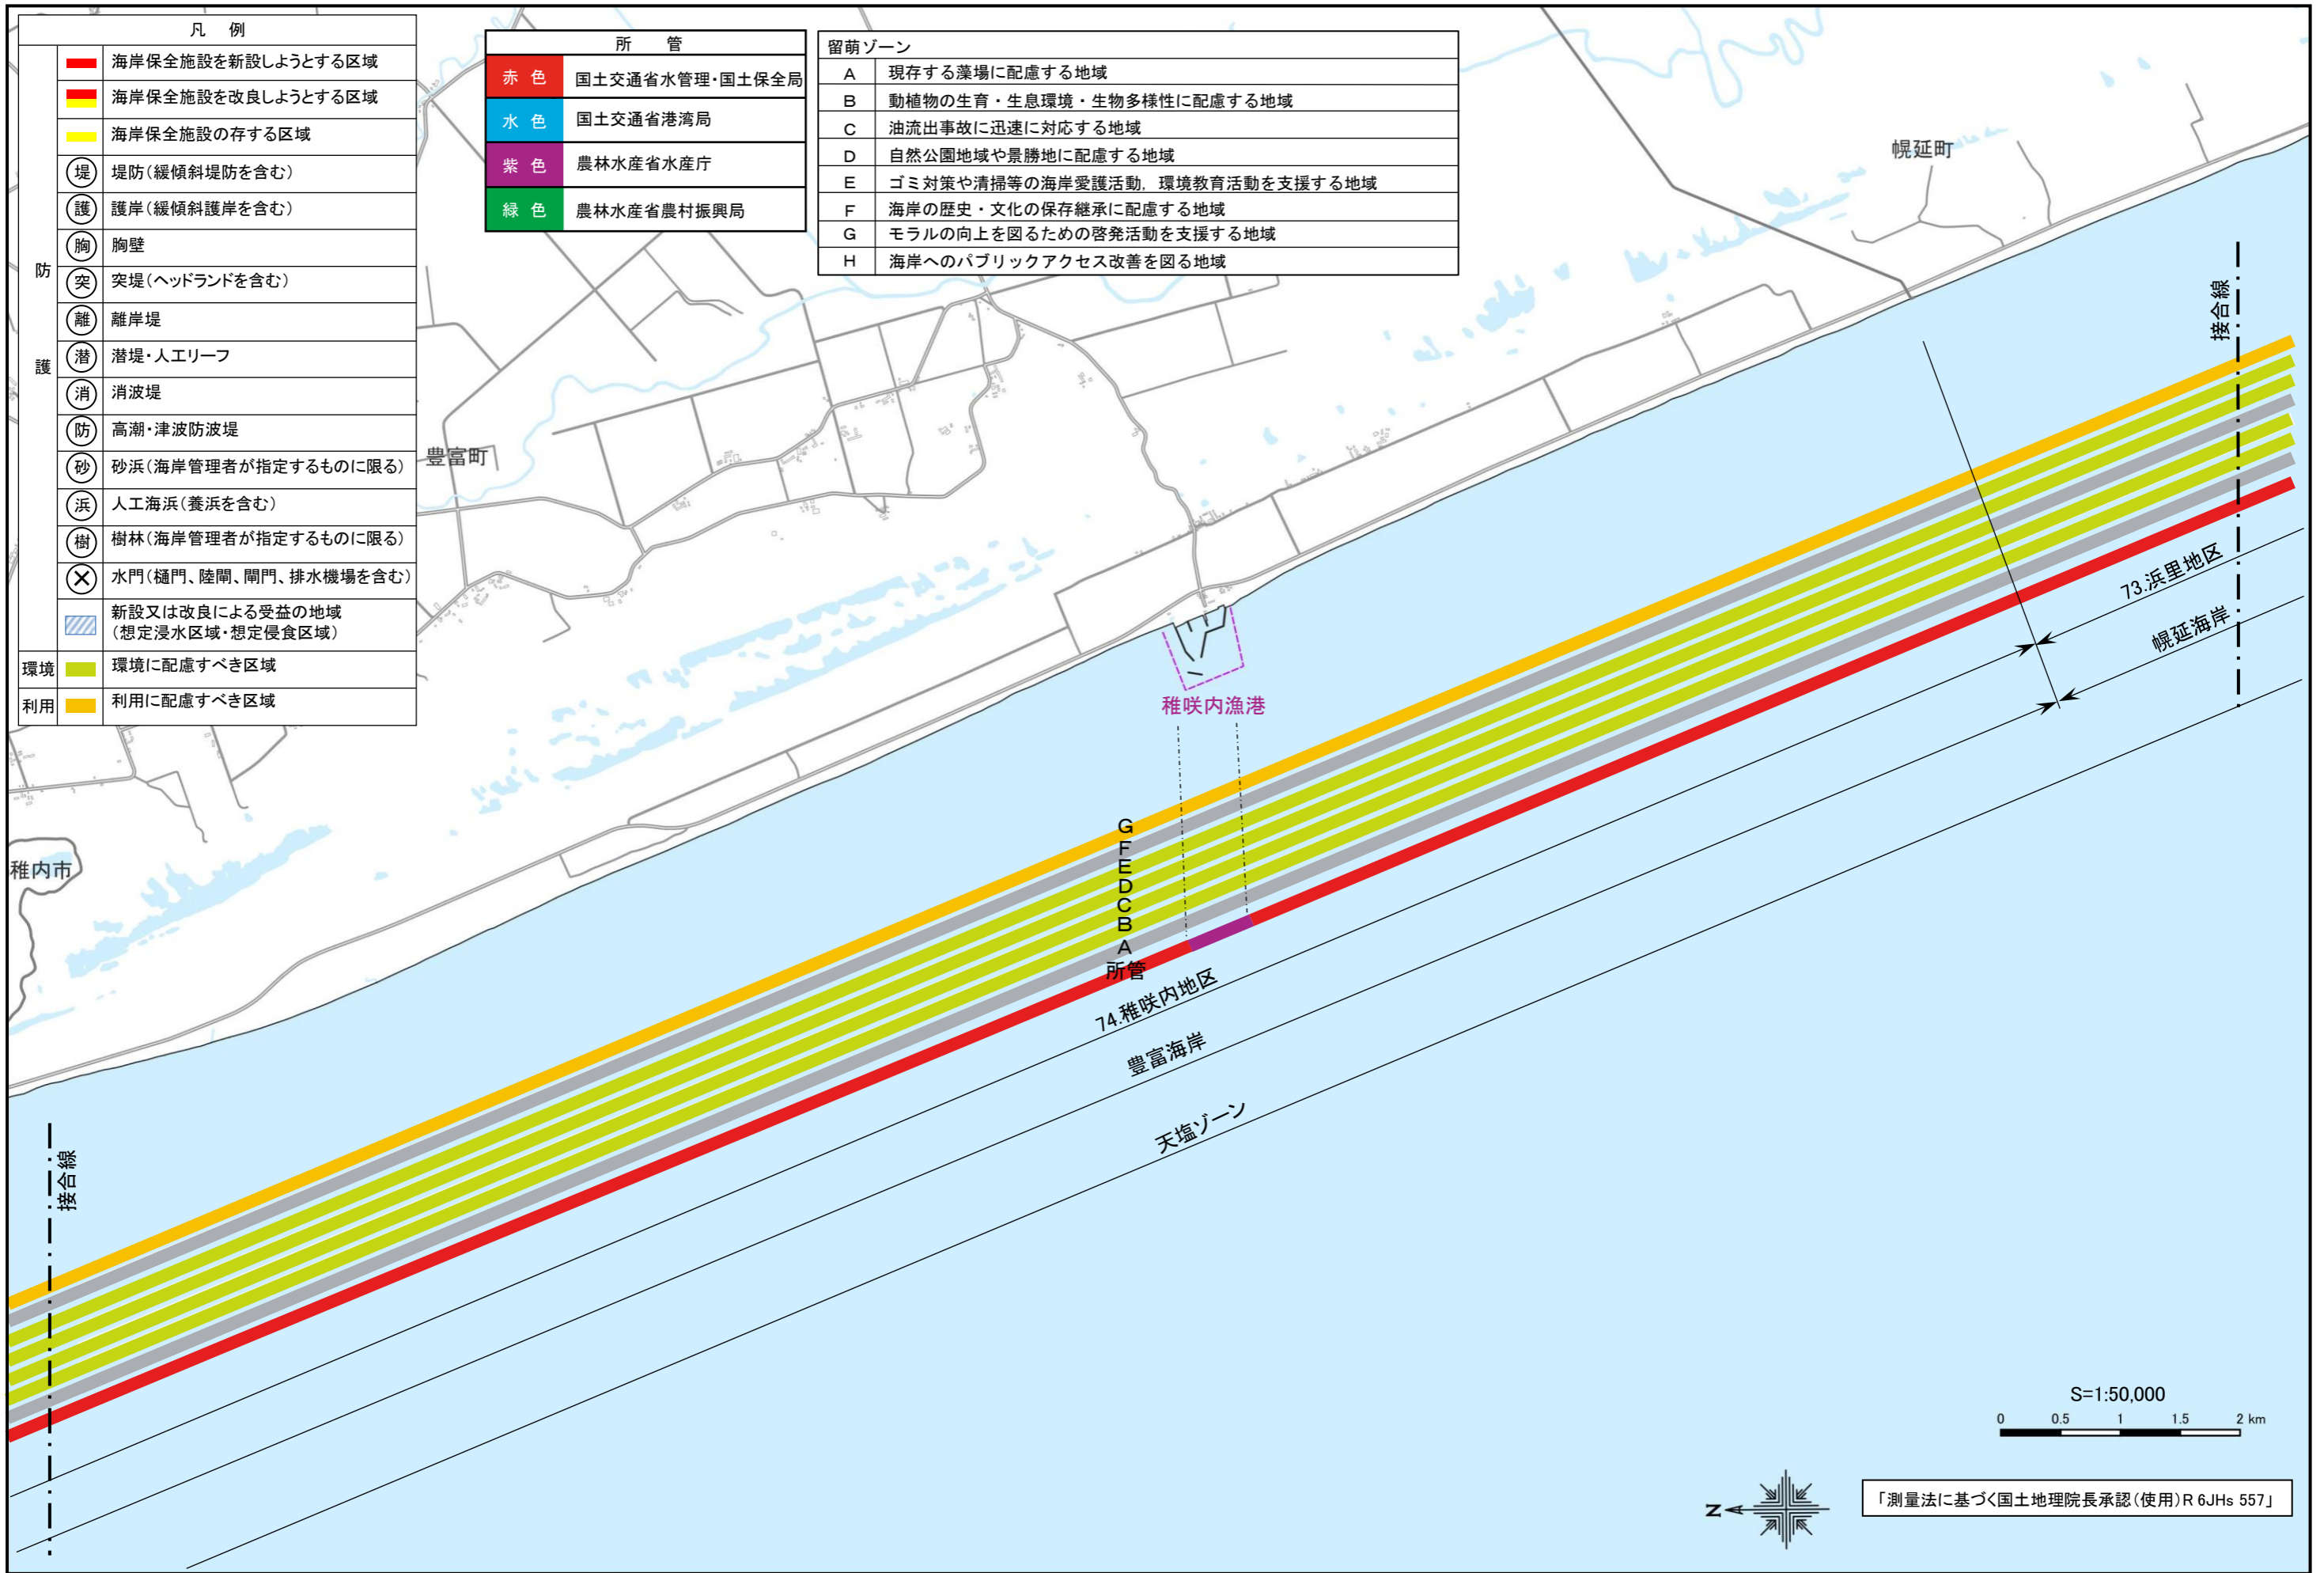 凡 例
防 護
海岸保全施設を新設しようとする区域
海岸保全施設を改良しようとする区域
海岸保全施設の存する区域
堤 堤防(緩傾斜堤防を含む)
護 護岸(緩傾斜護岸を含む)
胸 胸壁
突 突堤(ヘッドランドを含む)
離 離岸堤
潜 潜堤・人工リーフ
消 消波堤
防 高潮・津波防波堤
砂 砂浜(海岸管理者が指定するものに限る)
浜 人工海浜(養浜を含む)
樹 樹林(海岸管理者が指定するものに限る)
水門(樋門、陸閘、閘門、排水機場を含む)
新設又は改良による受益の地域
(想定浸水区域・想定侵食区域)
環境 環境に配慮すべき区域
利用 利用に配慮すべき区域
所 管
赤 色 国土交通省水管理・国土保全局
水 色 国土交通省港湾局
紫 色 農林水産省水産庁
緑 色 農林水産省農村振興局
留萌ゾーン
A 現存する藻場に配慮する地域
B 動植物の生育・生息環境・生物多様性に配慮する地域
C 油流出事故に迅速に対応する地域
D 自然公園地域や景勝地に配慮する地域
E ゴミ対策や清掃等の海岸愛護活動，環境教育活動を支援する地域
F 海岸の歴史・文化の保存継承に配慮する地域
G モラルの向上を図るための啓発活動を支援する地域
H 海岸へのパブリックアクセス改善を図る地域
幌延町
豊富町
稚内市
接合線
稚咲内漁港
73.浜里地区
幌延海岸
G
F
E
D
C
B
A
所管
74.稚咲内地区
豊富海岸
天塩ゾーン
接合線
S=1:50,000
0 0.5 1 1.5 2 km
N
「測量法に基づく国土地理院長承認(使用)R 6JHs 557」